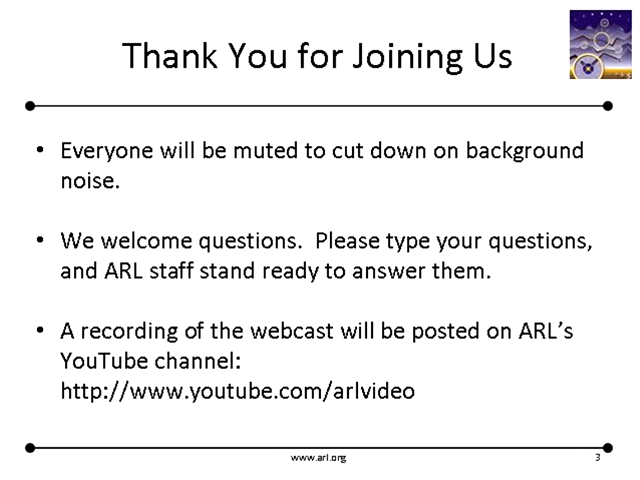 Thank You for Joining Us
• Everyone will be muted to cut down on background
noise.
• We welcome questions.  Please type your questions,
and ARL staff stand ready to answer them.
• A recording of the webcast will be posted on ARL’s
YouTube channel:
http://www.youtube.com/arlvideo
www.arl.org
3